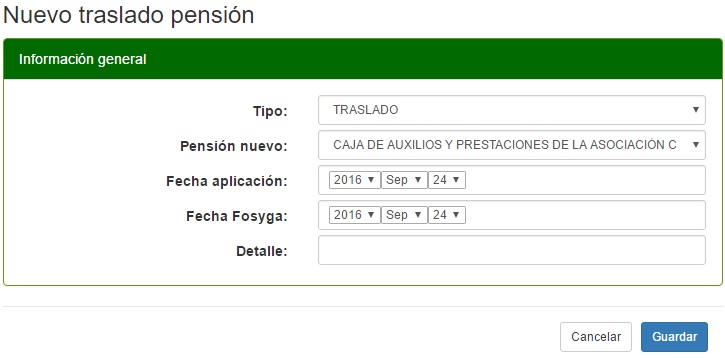 Nuevo traslado pensión
Información general
Tipo: TRASLADO
Pensión nuevo: CAJA DE AUXILIOS Y PRESTACIONES DE LA ASOCIACIÓN C
Fecha aplicación: 2016 Sep 24
Fecha Fosyga: 2016 Sep 24
Detalle:
Cancelar Guardar